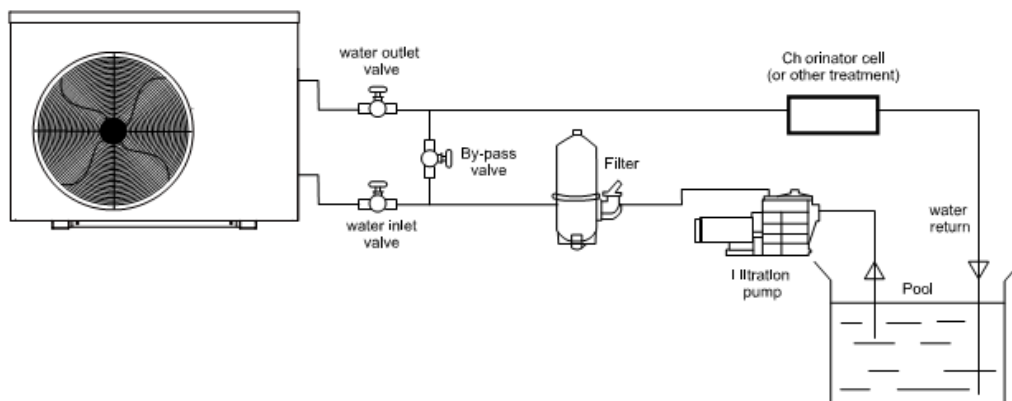 water outlet
valve
Ch orinator cell
(or other treatment)
By-pass
valve
Filter
water inlet
valve
water
return
Filtration
pump
Pool